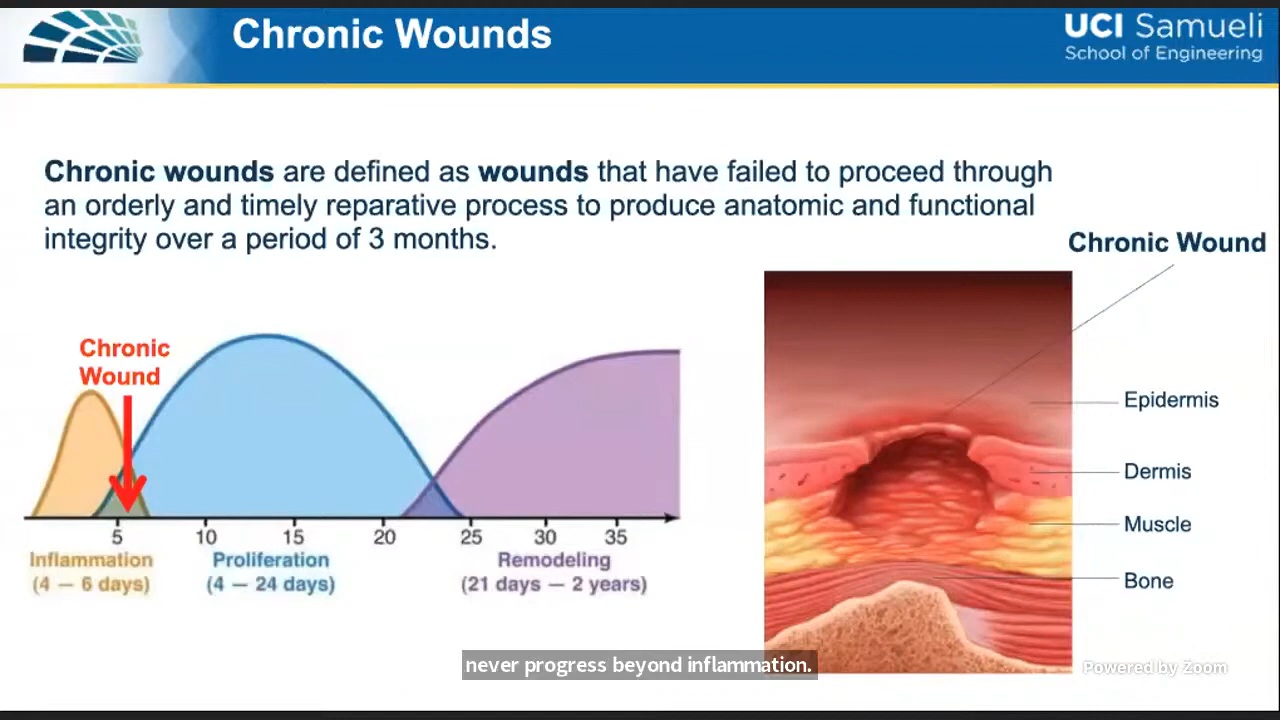 Chronic Wounds
UCI Samueli
School of Engineering
Chronic wounds are defined as wounds that have failed to proceed through
an orderly and timely reparative process to produce anatomic and functional
integrity over a period of 3 months.
Chronic Wound
Chronic
Wound
5 10 15 20 25 30 35
Inflammation
(4 — 6 days)
Proliferation
(4 — 24 days)
Remodeling
(21 days — 2 years)
Epidermis
Dermis
Muscle
Bone
never progress beyond inflammation.
Powered by Zoom